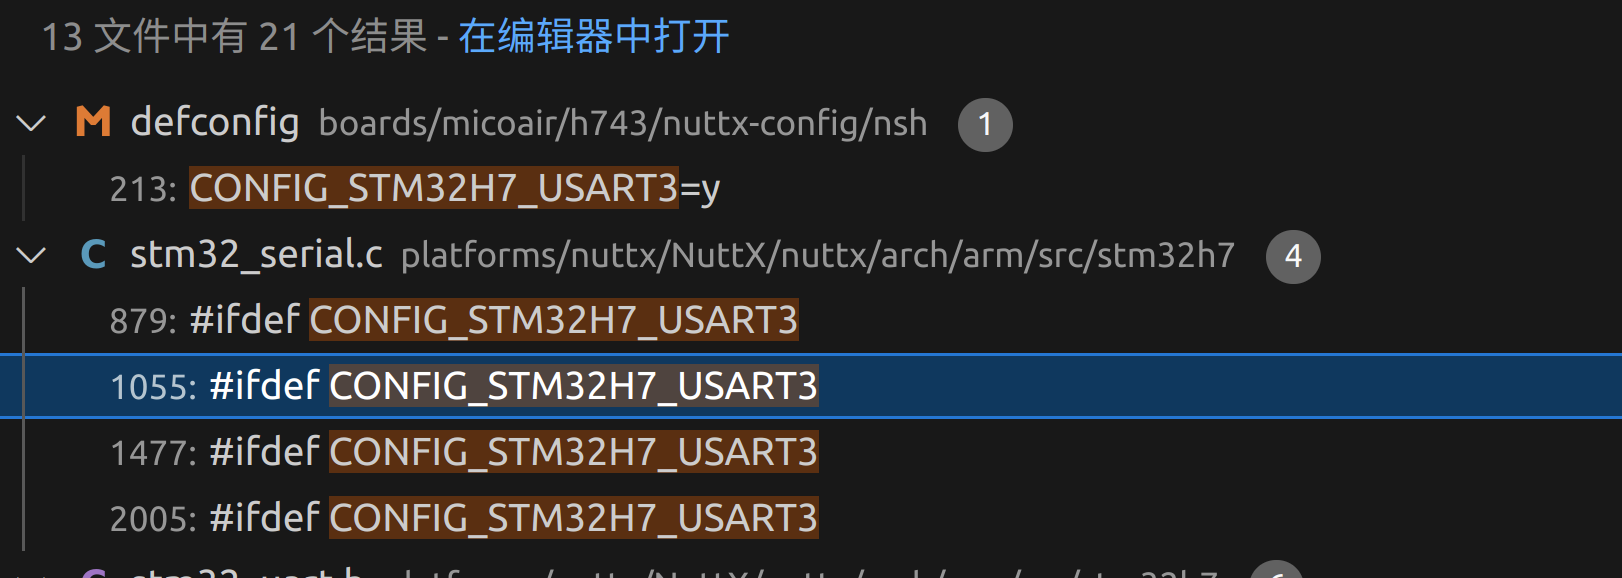 13 文件中有 21 个结果 - 在编辑器中打开
defconfig boards/micoair/h743/nuttx-config/nsh 1
213: CONFIG_STM32H7_USART3=y
stm32_serial.c platforms/nuttx/NuttX/nuttx/arch/arm/src/stm32h7 4
879: #ifdef CONFIG_STM32H7_USART3
1055: #ifdef CONFIG_STM32H7_USART3
1477: #ifdef CONFIG_STM32H7_USART3
2005: #ifdef CONFIG_STM32H7_USART3